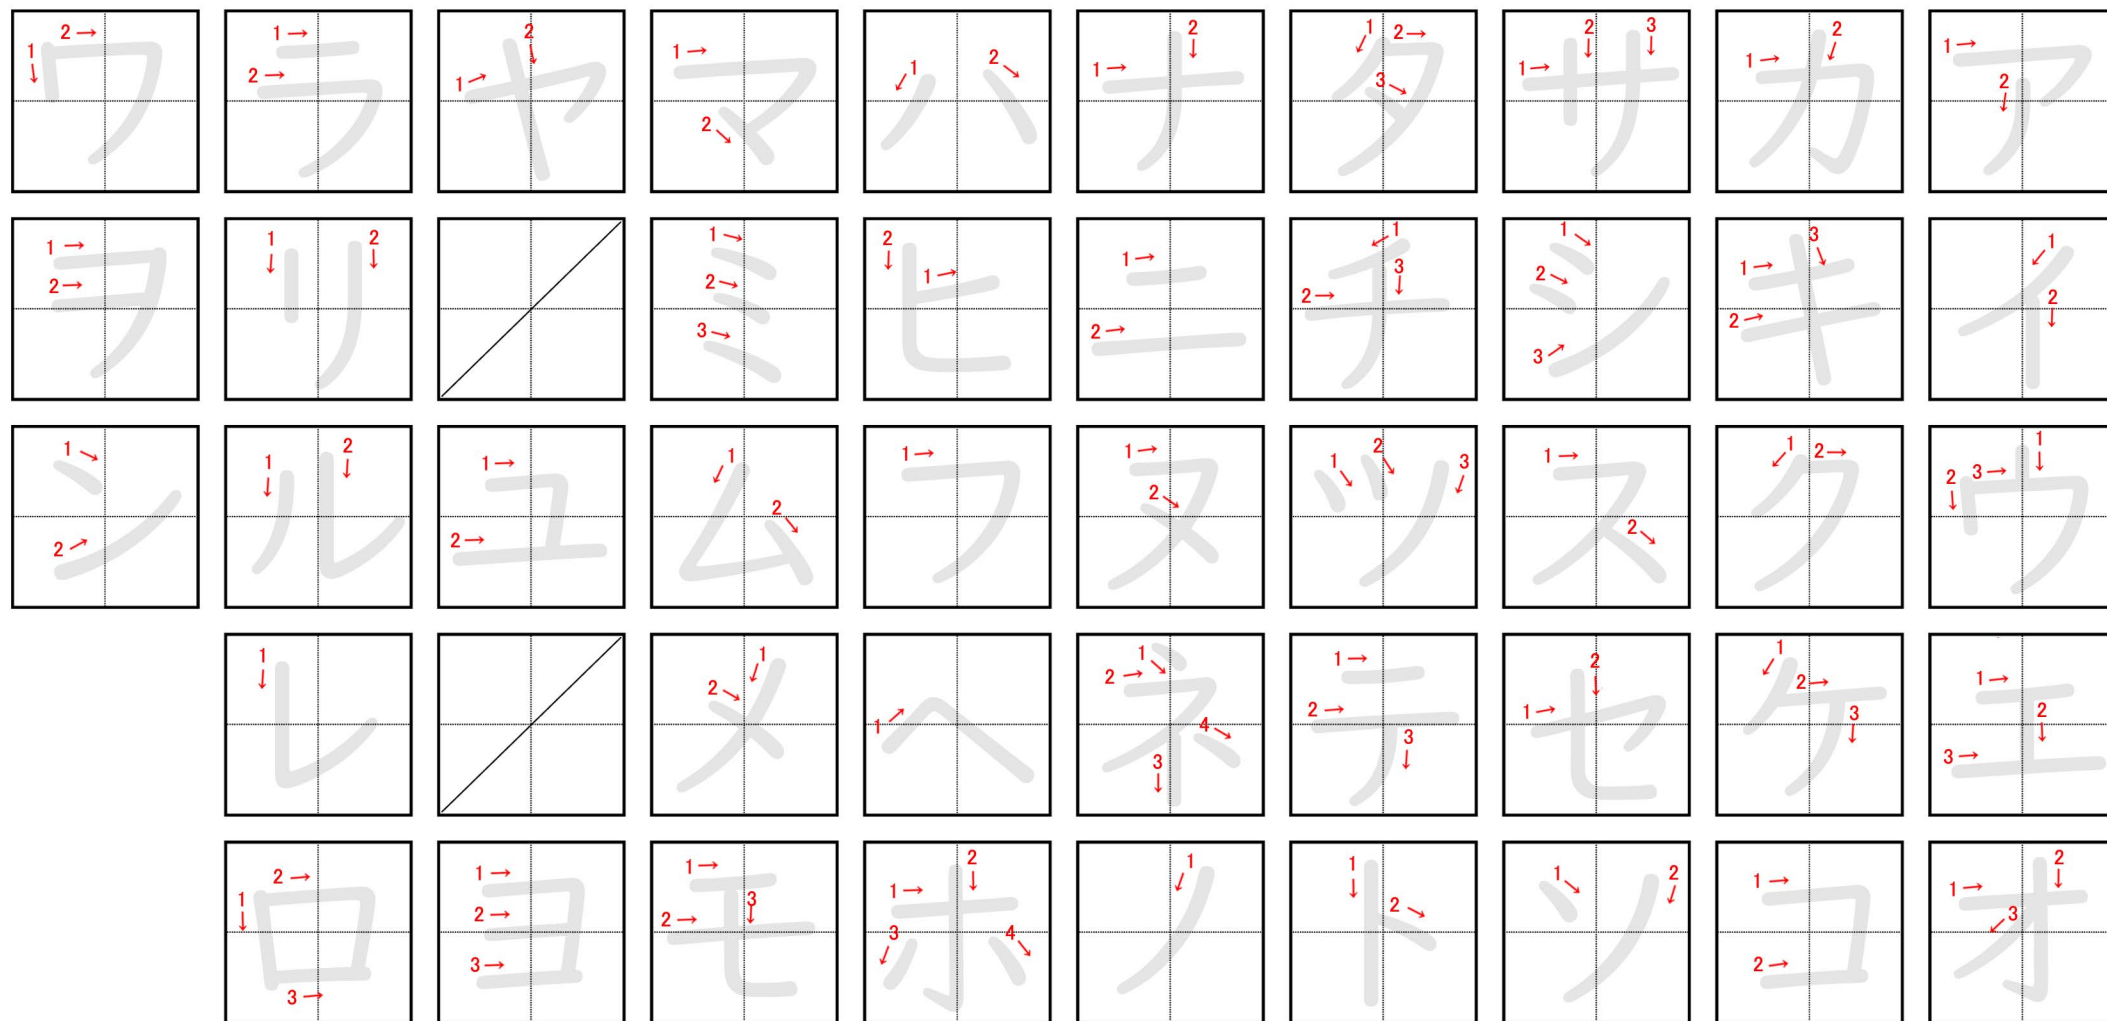 ワ ラ ヤ マ ハ ナ タ サ カ ア
ヲ リ ミ ヒ ニ チ シ キ イ
ン ル ユ ム フ ヌ ツ ス ク ウ
レ メ ヘ ネ テ セ ケ エ
ロ ヨ モ ホ ノ ト ソ コ オ